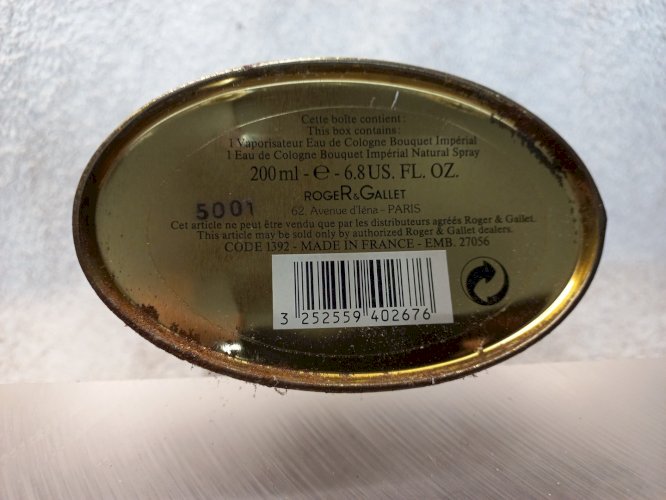 Cette boîte contient:
This box contains:
1 Vaporisateur Eau de Cologne Bouquet Impérial
1 Eau de Cologne Bouquet Impérial Natural Spray
200 ml - e - 6.8 US. FL. OZ.
ROGER&GALLET
5001
62, Avenue d'Iéna - PARIS
Cet article ne peut être vendu que par les distributeurs agréés Roger & Gallet.
This article may be sold only by authorized Roger & Gallet dealers.
CODE 1392 - MADE IN FRANCE - EMB. 27056
3 252559 402676